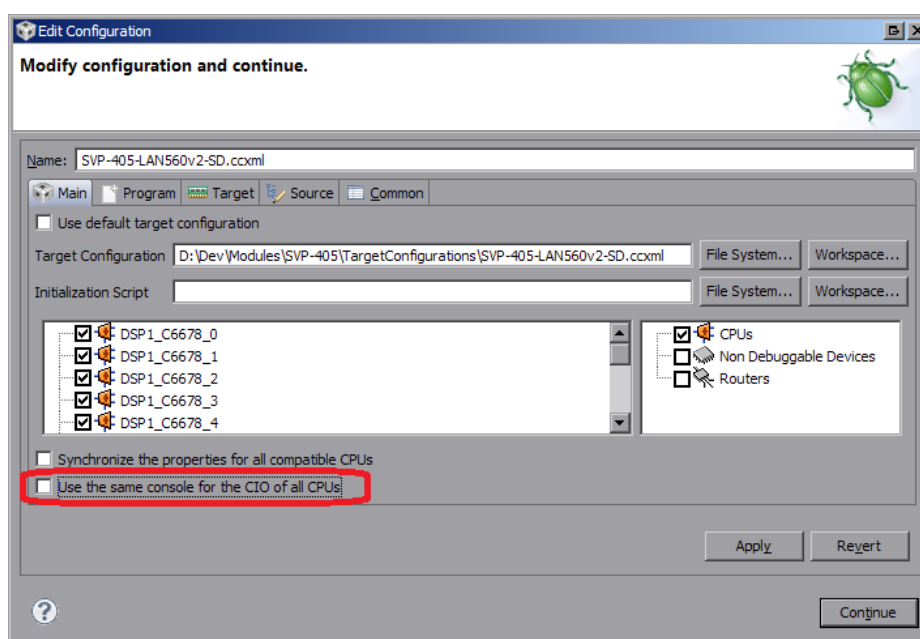 Edit Configuration
Modify configuration and continue.
Name: SVP-405-LAN560v2-SD.ccxml
Main Program Target Source Common
Use default target configuration
Target Configuration D:\Dev\Modules\SVP-405\TargetConfigurations\SVP-405-LAN560v2-SD.ccxml File System... Workspace...
Initialization Script File System... Workspace...
DSP1_C6678_0 CPUs
DSP1_C6678_1 Non Debuggable Devices
DSP1_C6678_2 Routers
DSP1_C6678_3
DSP1_C6678_4
Synchronize the properties for all compatible CPUs
Use the same console for the CIO of all CPUs
Apply Revert
? Continue